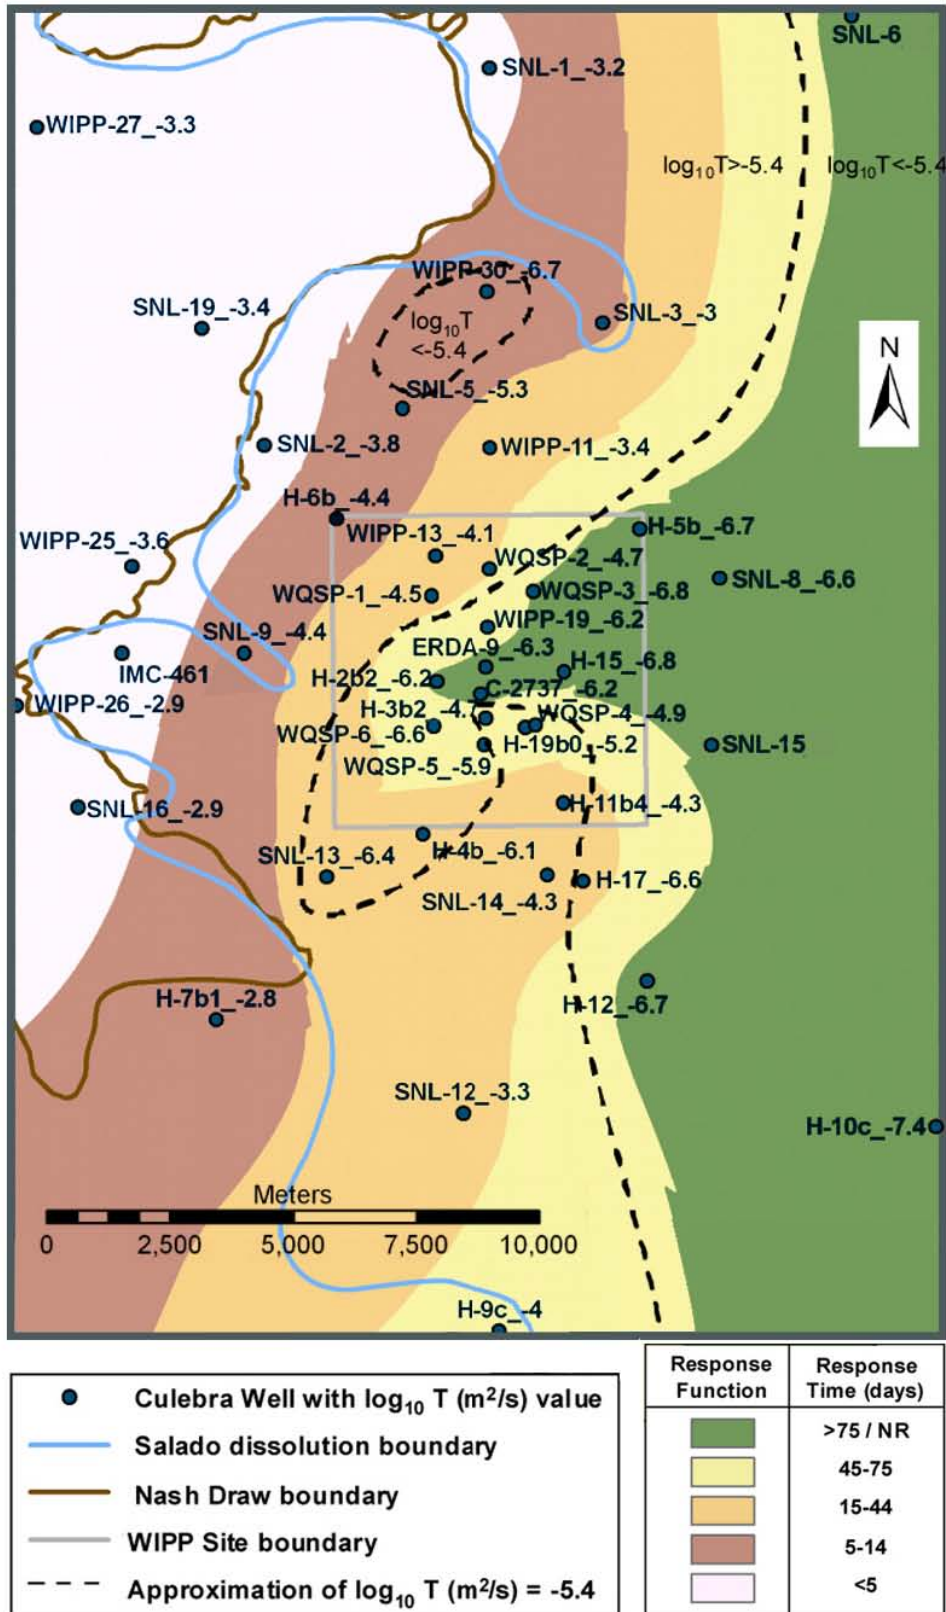 SNL-6
SNL-1_-3.2
WIPP-27_-3.3
log10T>-5.4
log10T<-5.4
WIPP-30_-6.7
SNL-19_-3.4
SNL-3_-3
log10T
<-5.4
N
SNL-5_-5.3
SNL-2_-3.8
WIPP-11_-3.4
H-6b_-4.4
WIPP-13_-4.1
H-5b_-6.7
WIPP-25_-3.6
WQSP-2_-4.7
SNL-8_-6.6
WQSP-1_-4.5
WQSP-3_-6.8
WIPP-19_-6.2
SNL-9_-4.4
ERDA-9_-6.3
H-15_-6.8
IMC-461
H-2b2_-6.2
C-2737_-6.2
WIPP-26_-2.9
H-3b2_-4.7
WQSP-4_-4.9
WQSP-6_-6.6
H-19b0_-5.2
SNL-15
WQSP-5_-5.9
SNL-16_-2.9
H-11b4_-4.3
SNL-13_-6.4
H-4b_-6.1
H-17_-6.6
SNL-14_-4.3
H-7b1_-2.8
H-12_-6.7
SNL-12_-3.3
H-10c_-7.4
Meters
0 2,500 5,000 7,500 10,000
H-9c_-4
Culebra Well with log10 T (m2/s) value
Salado dissolution boundary
Nash Draw boundary
WIPP Site boundary
Approximation of log10 T (m2/s) = -5.4
Response Function
Response Time (days)
>75 / NR
45-75
15-44
5-14
<5